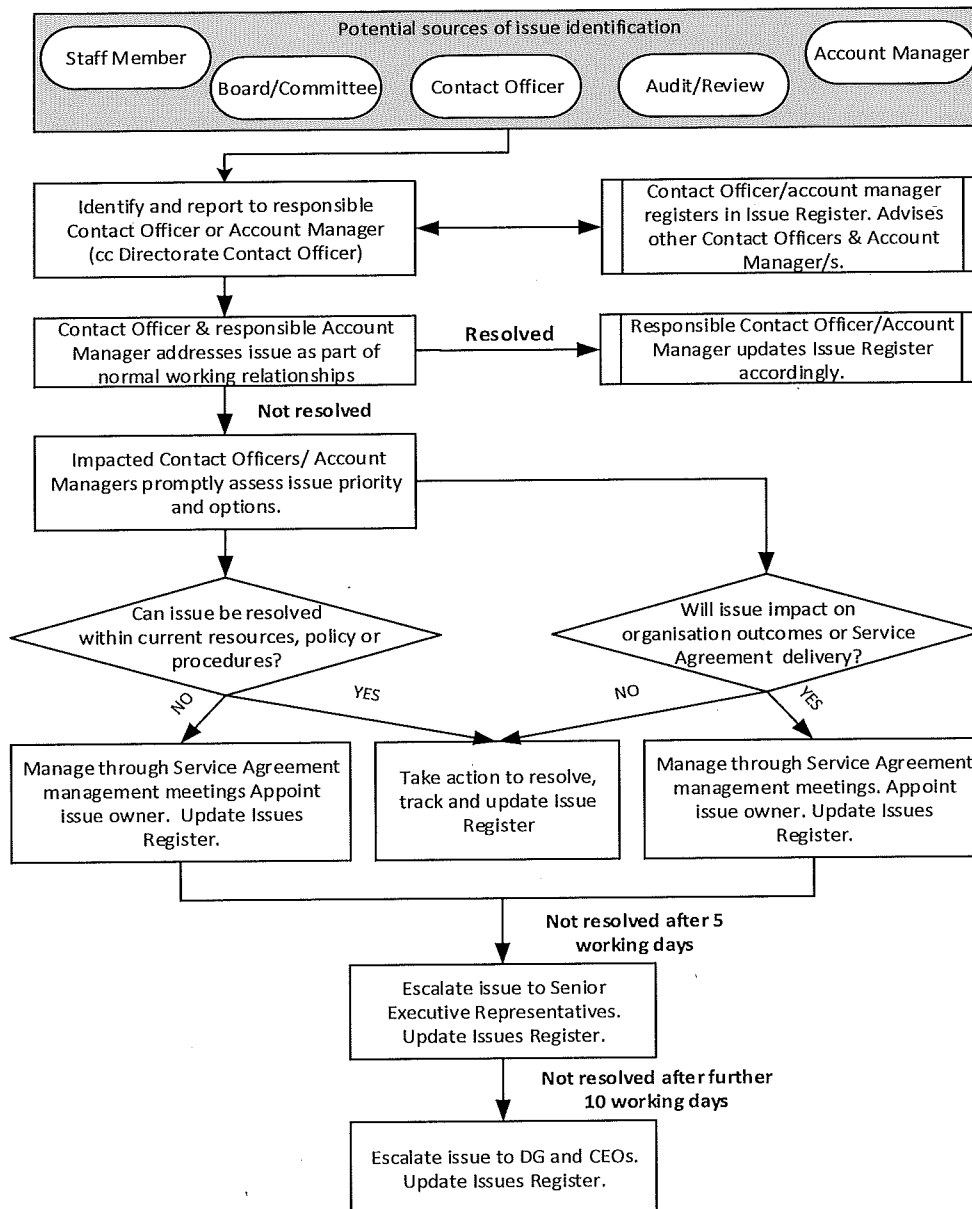 Potential sources of issue identification
Staff Member
Board/Committee
Contact Officer
Audit/Review
Account Manager
Identify and report to responsible
Contact Officer or Account Manager
(cc Directorate Contact Officer)
Contact Officer/account manager
registers in Issue Register. Advises
other Contact Officers & Account
Manager/s.
Contact Officer & responsible Account
Manager addresses issue as part of
normal working relationships
Resolved
Responsible Contact Officer/Account
Manager updates Issue Register
accordingly.
Not resolved
Impacted Contact Officers/ Account
Managers promptly assess issue priority
and options.
Can issue be resolved
within current resources, policy or
procedures?
Will issue impact on
organisation outcomes or Service
Agreement delivery?
NO
YES
NO
YES
Manage through Service Agreement
management meetings Appoint
issue owner. Update Issues
Register.
Take action to resolve,
track and update Issue
Register
Manage through Service Agreement
management meetings. Appoint
issue owner. Update Issues
Register.
Not resolved after 5
working days
Escalate issue to Senior
Executive Representatives.
Update Issues Register.
Not resolved after further
10 working days
Escalate issue to DG and CEOs.
Update Issues Register.